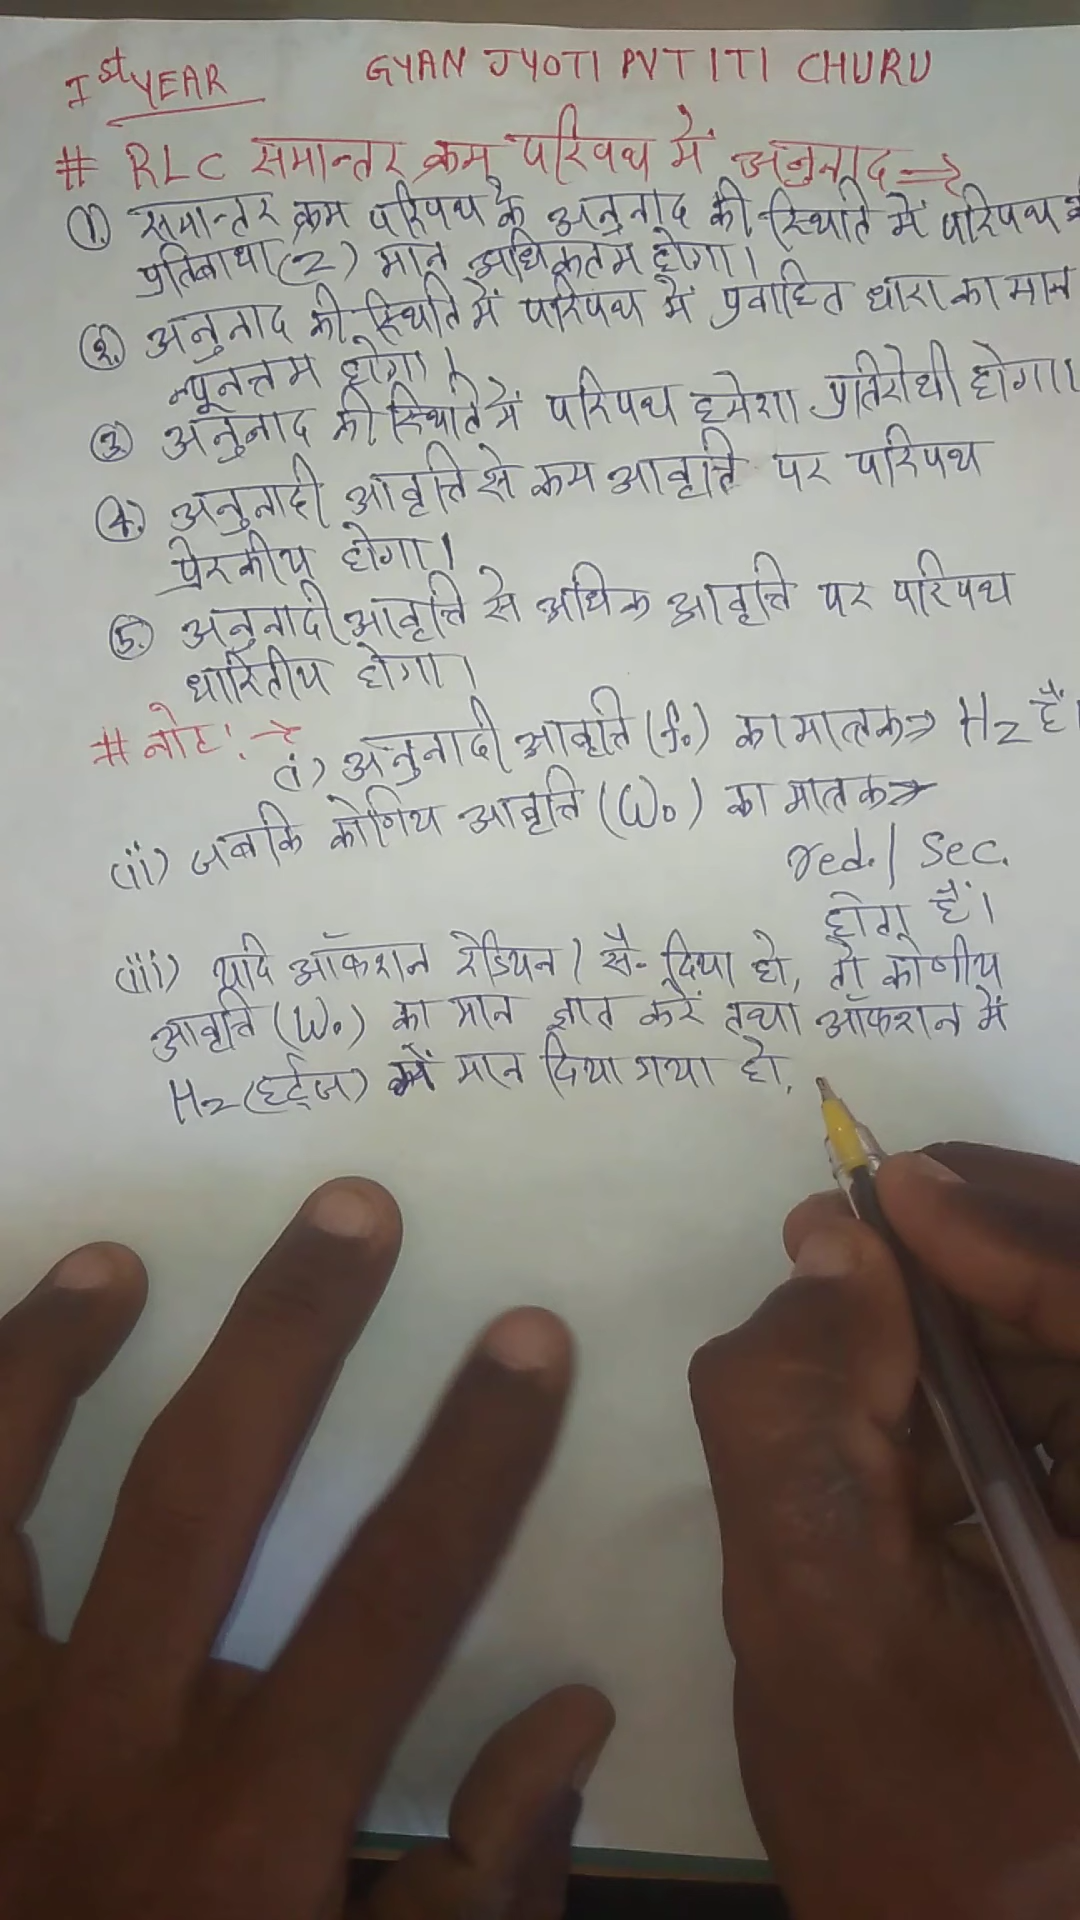 Ist YEAR
GYAN JYOTI PVT ITI CHURU
# RLC समान्तर क्रम परिपथ में अनुनाद ⇒
①. समान्तर क्रम परिपथ के अनुनाद की स्थिति में परिपथ
प्रतिबाधा (Z) मान अधिकतम होगा।
②. अनुनाद की स्थिति में परिपथ में प्रवाहित धारा का मान
न्यूनतम होगा।
③. अनुनाद की स्थिति में परिपथ हमेशा प्रतिरोधी होगा।
④. अनुनादी आवृत्ति से कम आवृत्ति पर परिपथ
प्रेरकीय होगा।
⑤. अनुनादी आवृत्ति से अधिक आवृत्ति पर परिपथ
धारितीय होगा।
# नोट: →
i) अनुनादी आवृत्ति (f₀) का मात्रक ⇒ Hz हैं।
(ii) जबकि कोणिय आवृत्ति (ω₀) का मात्रक ⇒
red./Sec.
होगू हैं।
(iii) यदि ऑफशन रेडियन/सै॰ दिया हो, तो कोणीय
आवृत्ति (ω₀) का मान ज्ञात करें तथा ऑफशन में
Hz (हर्ट्ज) में मान दिया गया हो,